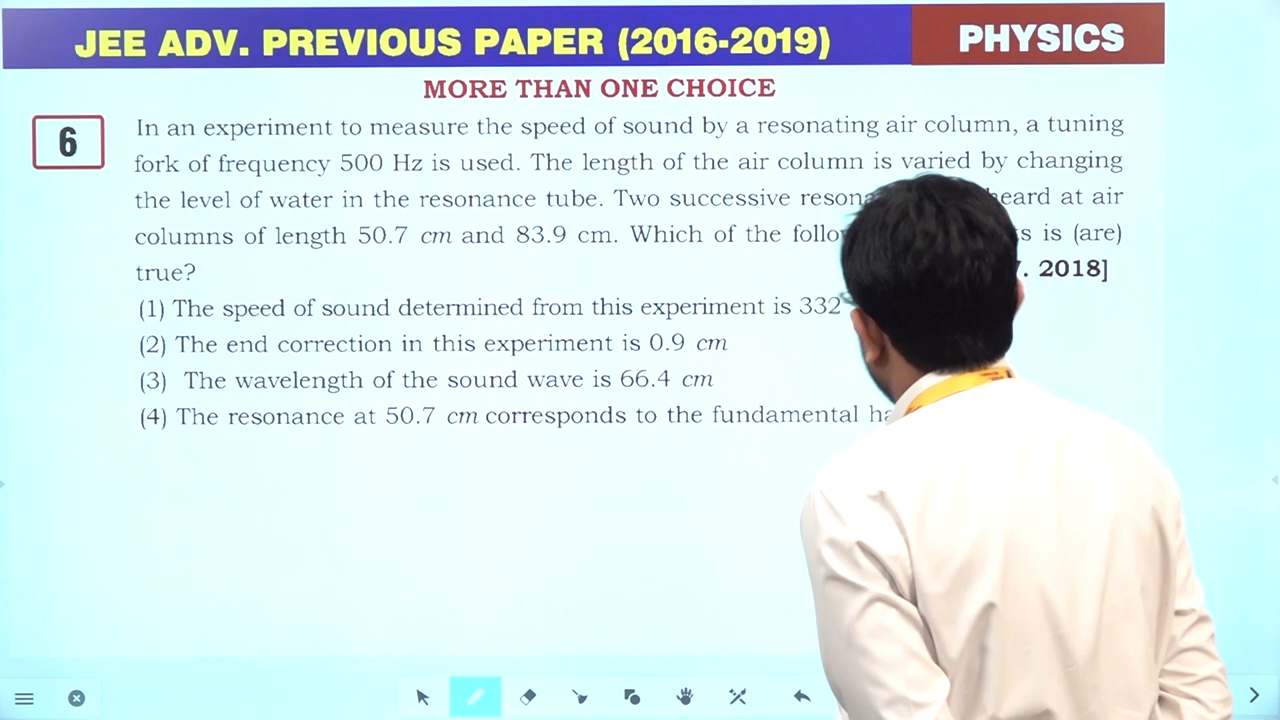 JEE ADV. PREVIOUS PAPER (2016-2019) PHYSICS
MORE THAN ONE CHOICE
6
In an experiment to measure the speed of sound by a resonating air column, a tuning
fork of frequency 500 Hz is used. The length of the air column is varied by changing
the level of water in the resonance tube. Two successive heard at air
columns of length 50.7 cm and 83.9 cm. Which of the is (are)
true? 2018]
(1) The speed of sound determined from this experiment is 332
(2) The end correction in this experiment is 0.9 cm
(3) The wavelength of the sound wave is 66.4 cm
(4) The resonance at 50.7 cm corresponds to the fundamental